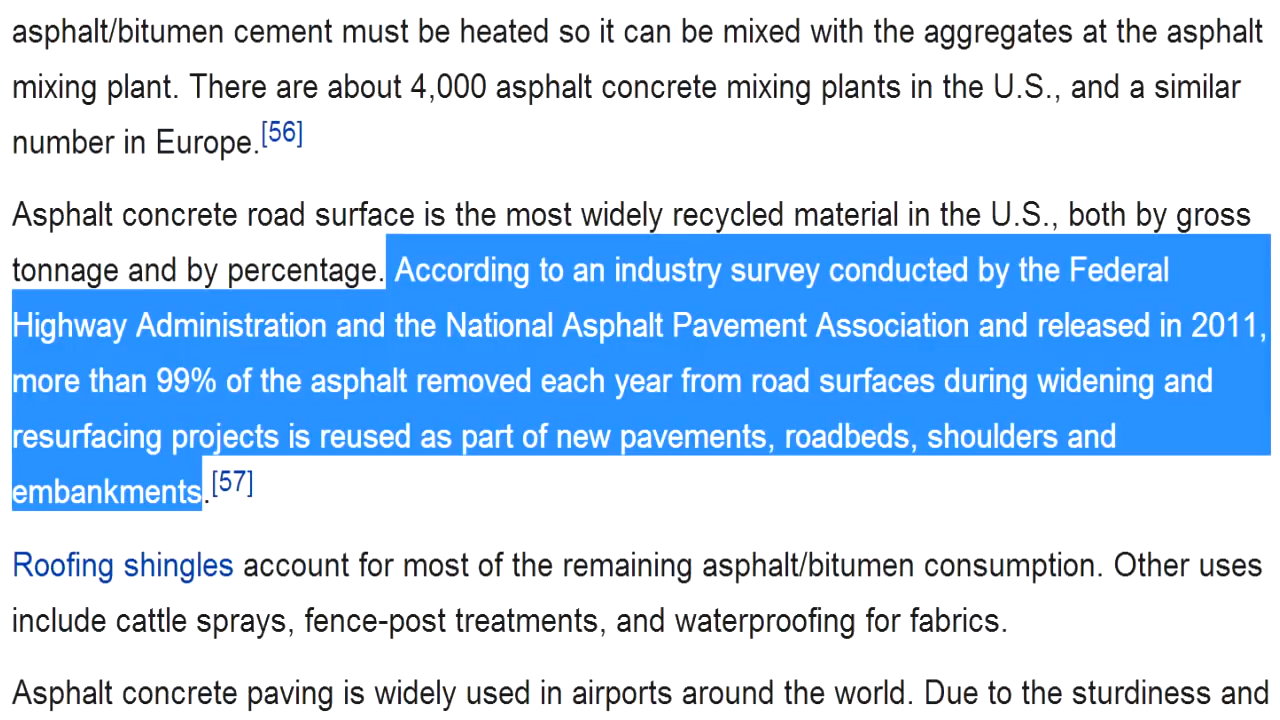 asphalt/bitumen cement must be heated so it can be mixed with the aggregates at the asphalt
mixing plant. There are about 4,000 asphalt concrete mixing plants in the U.S., and a similar
number in Europe.[56]
Asphalt concrete road surface is the most widely recycled material in the U.S., both by gross
tonnage and by percentage. According to an industry survey conducted by the Federal
Highway Administration and the National Asphalt Pavement Association and released in 2011,
more than 99% of the asphalt removed each year from road surfaces during widening and
resurfacing projects is reused as part of new pavements, roadbeds, shoulders and
embankments.[57]
Roofing shingles account for most of the remaining asphalt/bitumen consumption. Other uses
include cattle sprays, fence-post treatments, and waterproofing for fabrics.
Asphalt concrete paving is widely used in airports around the world. Due to the sturdiness and